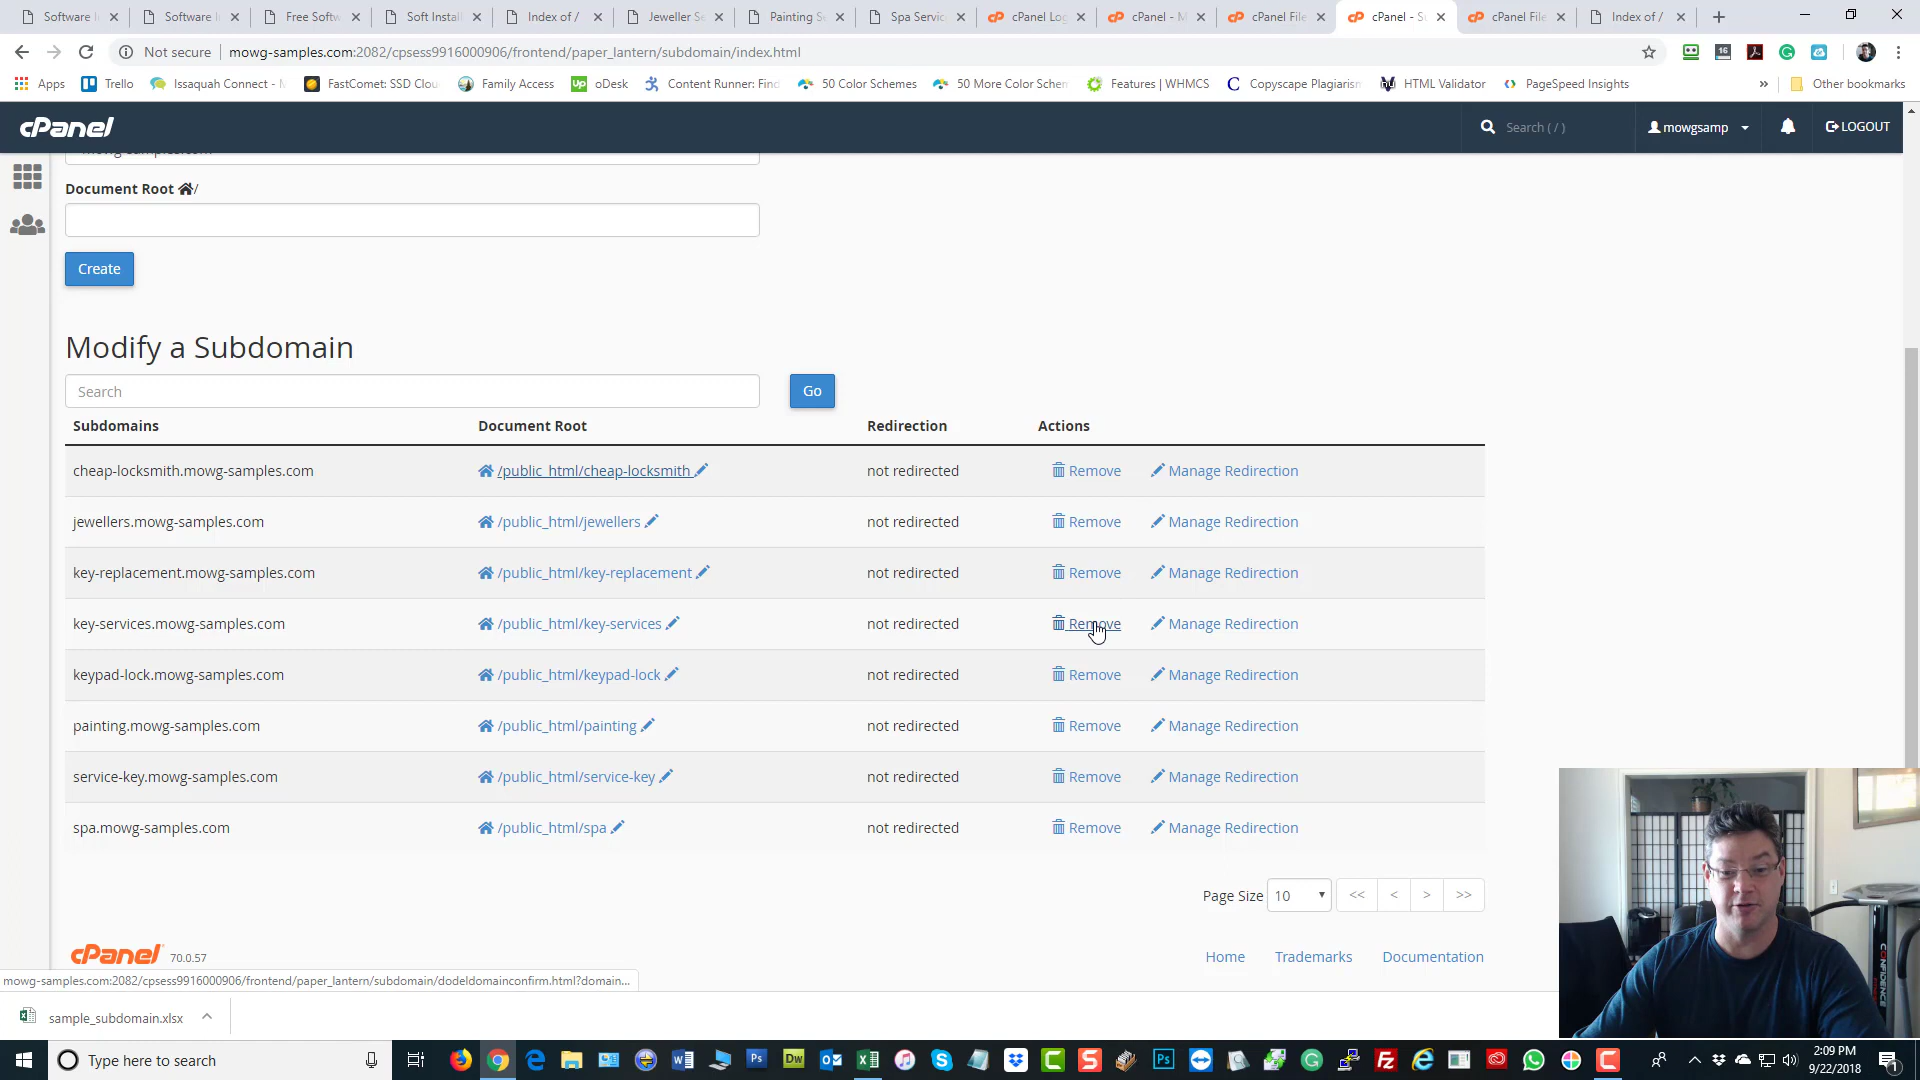 Software I
Software I
Free Softw
Soft Install
Index of /
Jeweller Se
Painting Se
Spa Servic
cPanel Log
cPanel - M
cPanel File
cPanel - S
cPanel File
Index of /
Not secure
mowg-samples.com:2082/cpsess9916000906/frontend/paper_lantern/subdomain/index.html
Apps
Trello
Issaquah Connect - 
FastComet: SSD Clou
Family Access
oDesk
Content Runner: Find
50 Color Schemes
50 More Color Schem
Features | WHMCS
Copyscape Plagiarism
HTML Validator
PageSpeed Insights
»
Other bookmarks
cPanel
Search ( / )
mowgsamp
LOGOUT
Document Root /
Create
Modify a Subdomain
Search
Go
Subdomains Document Root Redirection Actions
cheap-locksmith.mowg-samples.com /public_html/cheap-locksmith not redirected Remove Manage Redirection
jewellers.mowg-samples.com /public_html/jewellers not redirected Remove Manage Redirection
key-replacement.mowg-samples.com /public_html/key-replacement not redirected Remove Manage Redirection
key-services.mowg-samples.com /public_html/key-services not redirected Remove Manage Redirection
keypad-lock.mowg-samples.com /public_html/keypad-lock not redirected Remove Manage Redirection
painting.mowg-samples.com /public_html/painting not redirected Remove Manage Redirection
service-key.mowg-samples.com /public_html/service-key not redirected Remove Manage Redirection
spa.mowg-samples.com /public_html/spa not redirected Remove Manage Redirection
Page Size 10 << < > >>
cPanel 70.0.57
Home Trademarks Documentation
mowg-samples.com:2082/cpsess9916000906/frontend/paper_lantern/subdomain/dodeldomainconfirm.html?domain...
sample_subdomain.xlsx
Type here to search
2:09 PM
9/22/2018